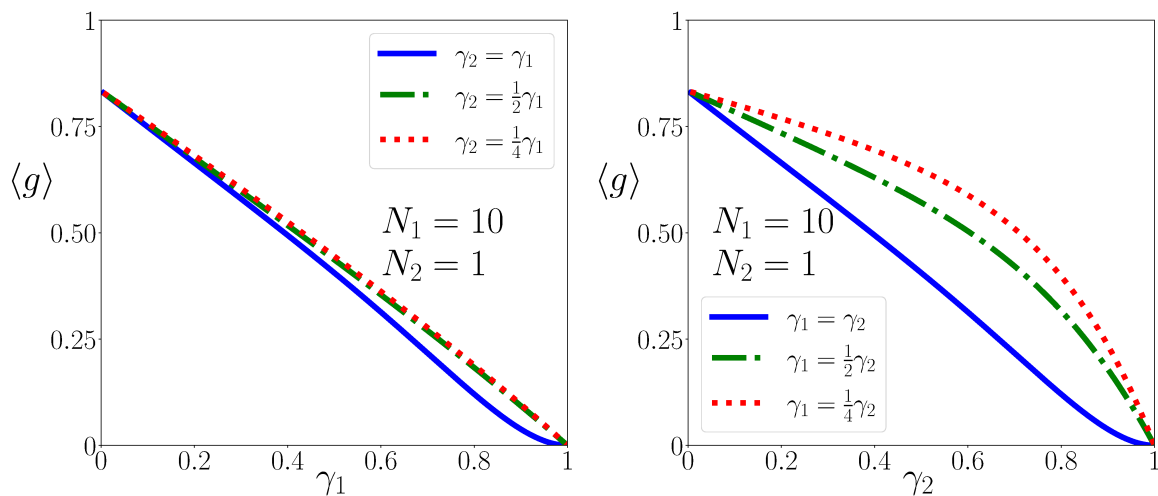 1
0.75
0.50
0.25
0
⟨g⟩
γ₂ = γ₁
γ₂ = ½γ₁
γ₂ = ¼γ₁
N₁ = 10
N₂ = 1
0 0.2 0.4 0.6 0.8 1
γ₁
1
0.75
0.50
0.25
0
⟨g⟩
N₁ = 10
N₂ = 1
γ₁ = γ₂
γ₁ = ½γ₂
γ₁ = ¼γ₂
0 0.2 0.4 0.6 0.8 1
γ₂